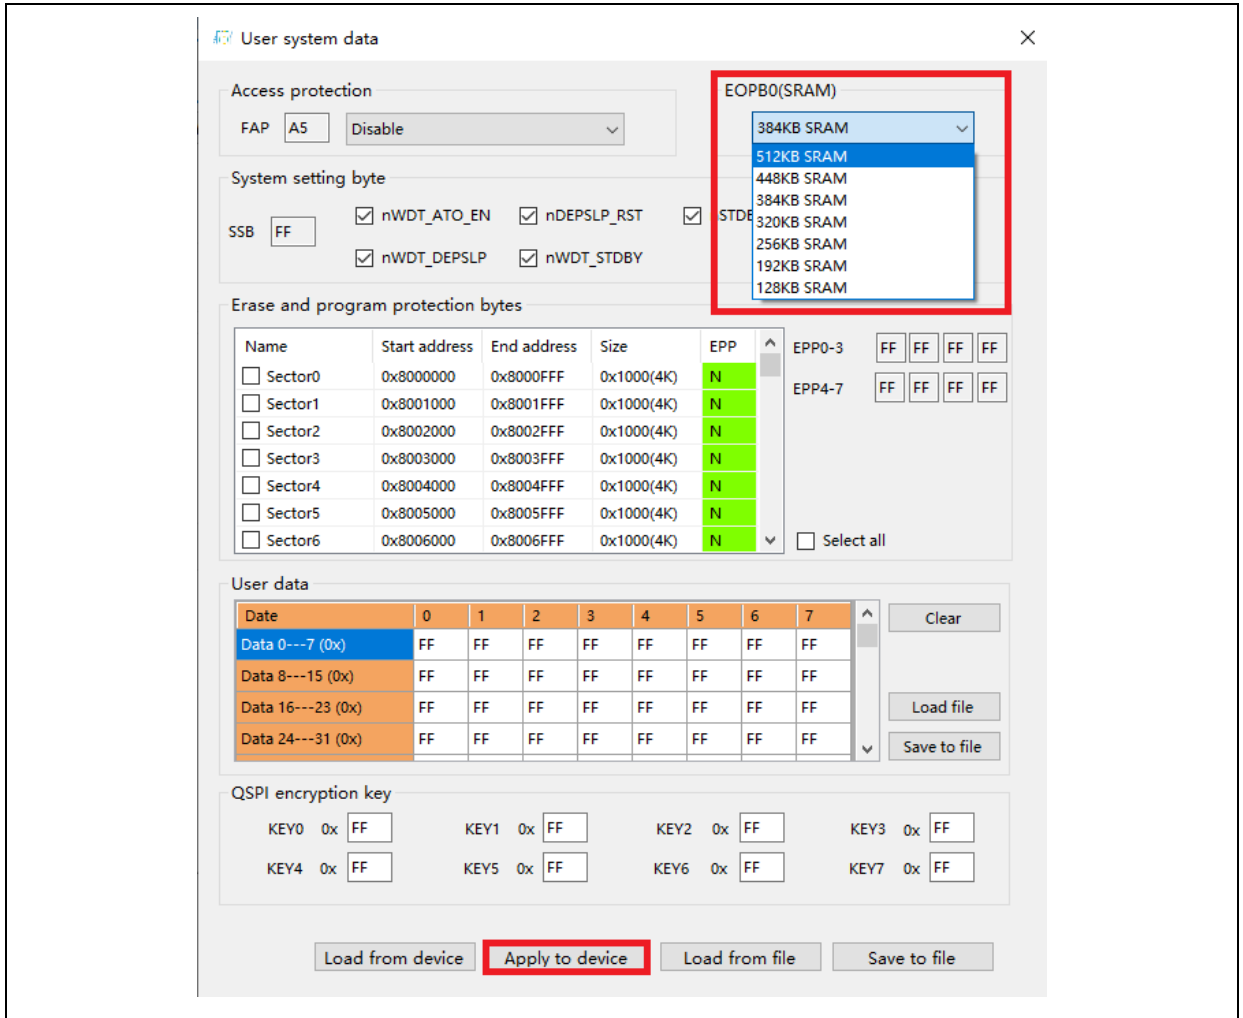 User system data
Access protection
FAP A5 Disable
EOPB0(SRAM)
384KB SRAM
512KB SRAM
448KB SRAM
384KB SRAM
320KB SRAM
256KB SRAM
192KB SRAM
128KB SRAM
System setting byte
SSB FF
nWDT_ATO_EN nDEPSLP_RST
nWDT_DEPSLP nWDT_STDBY
Erase and program protection bytes
Name Start address End address Size EPP
Sector0 0x8000000 0x8000FFF 0x1000(4K) N
Sector1 0x8001000 0x8001FFF 0x1000(4K) N
Sector2 0x8002000 0x8002FFF 0x1000(4K) N
Sector3 0x8003000 0x8003FFF 0x1000(4K) N
Sector4 0x8004000 0x8004FFF 0x1000(4K) N
Sector5 0x8005000 0x8005FFF 0x1000(4K) N
Sector6 0x8006000 0x8006FFF 0x1000(4K) N
EPP0-3 FF FF FF FF
EPP4-7 FF FF FF FF
Select all
User data
Date 0 1 2 3 4 5 6 7
Data 0---7 (0x) FF FF FF FF FF FF FF FF
Data 8---15 (0x) FF FF FF FF FF FF FF FF
Data 16---23 (0x) FF FF FF FF FF FF FF FF
Data 24---31 (0x) FF FF FF FF FF FF FF FF
Clear
Load file
Save to file
QSPI encryption key
KEY0 0x FF KEY1 0x FF KEY2 0x FF KEY3 0x FF
KEY4 0x FF KEY5 0x FF KEY6 0x FF KEY7 0x FF
Load from device Apply to device Load from file Save to file